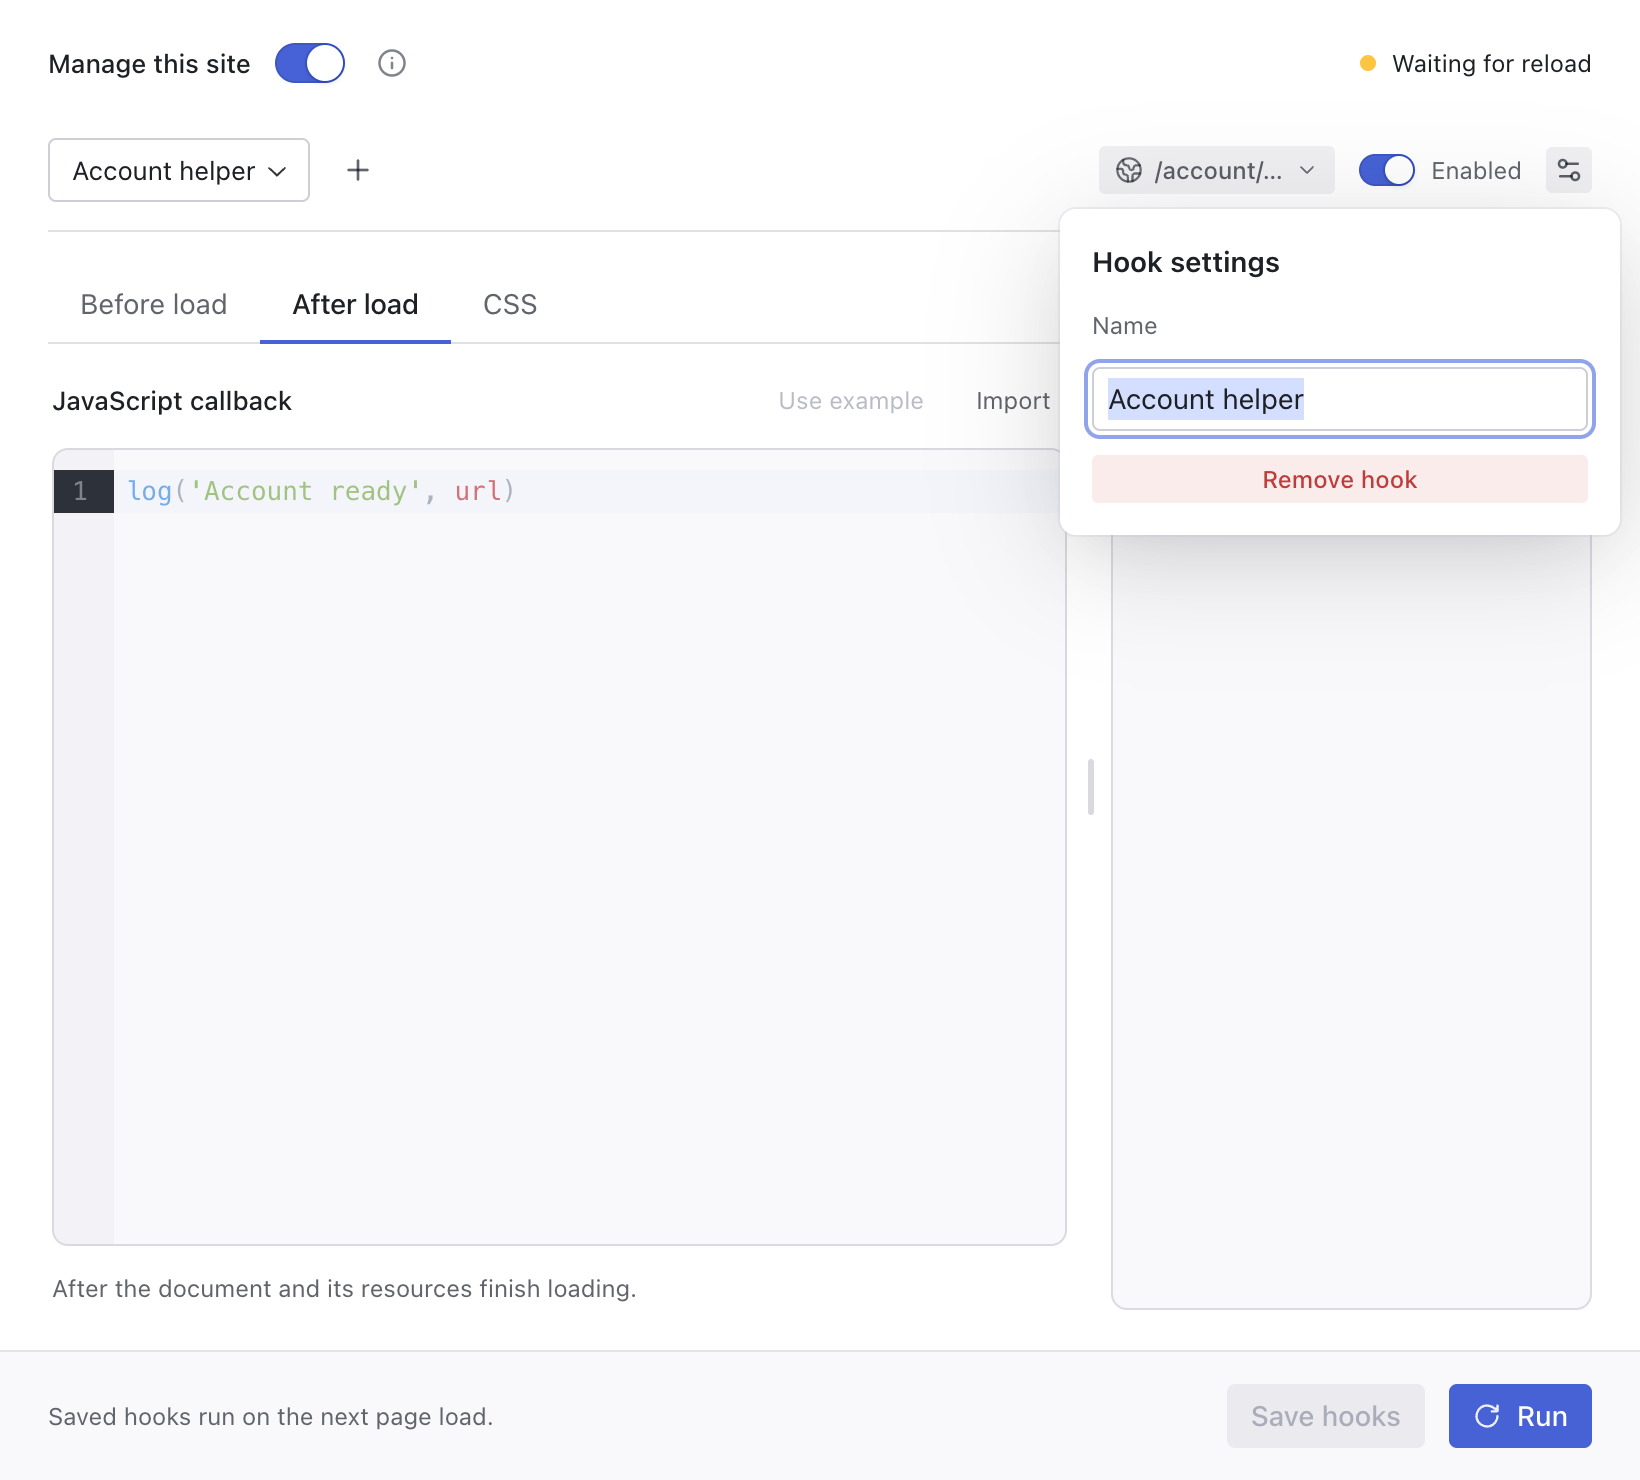 Manage this site
Waiting for reload
Account helper
/account/...
Enabled
Hook settings
Name
Account helper
Remove hook
Before load
After load
CSS
JavaScript callback
Use example
Import
1
log('Account ready', url)
After the document and its resources finish loading.
Saved hooks run on the next page load.
Save hooks
Run